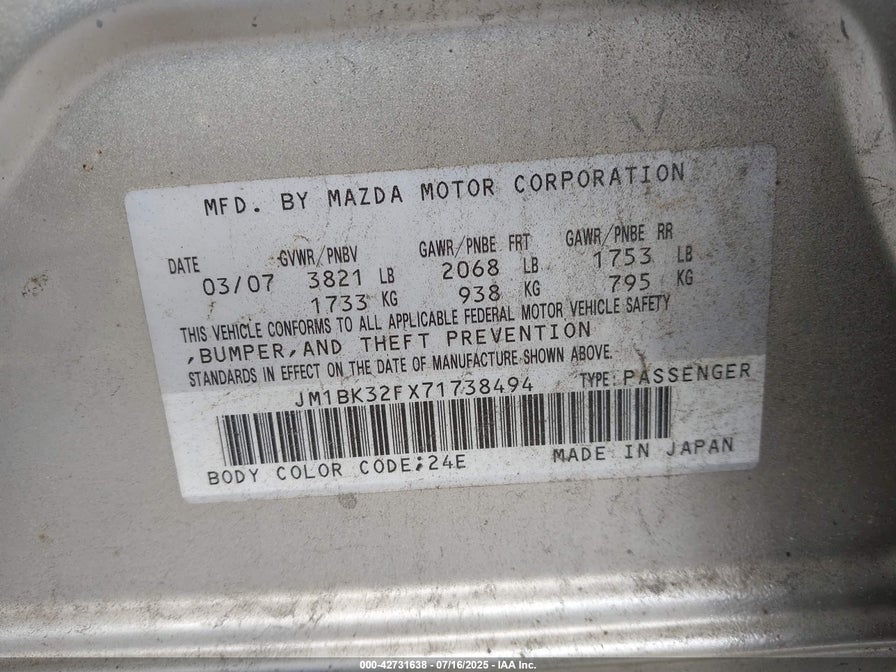 MFD. BY MAZDA MOTOR CORPORATION
DATE GVWR/PNBV GAWR/PNBE FRT GAWR/PNBE RR
03/07 3821 LB 2068 LB 1753 LB
1733 KG 938 KG 795 KG
THIS VEHICLE CONFORMS TO ALL APPLICABLE FEDERAL MOTOR VEHICLE SAFETY
,BUMPER,AND THEFT PREVENTION
STANDARDS IN EFFECT ON THE DATE OF MANUFACTURE SHOWN ABOVE.
JM1BK32FX71738494 TYPE: PASSENGER
BODY COLOR CODE;24E MADE IN JAPAN
000-42731638 - 07/16/2025 - IAA Inc.